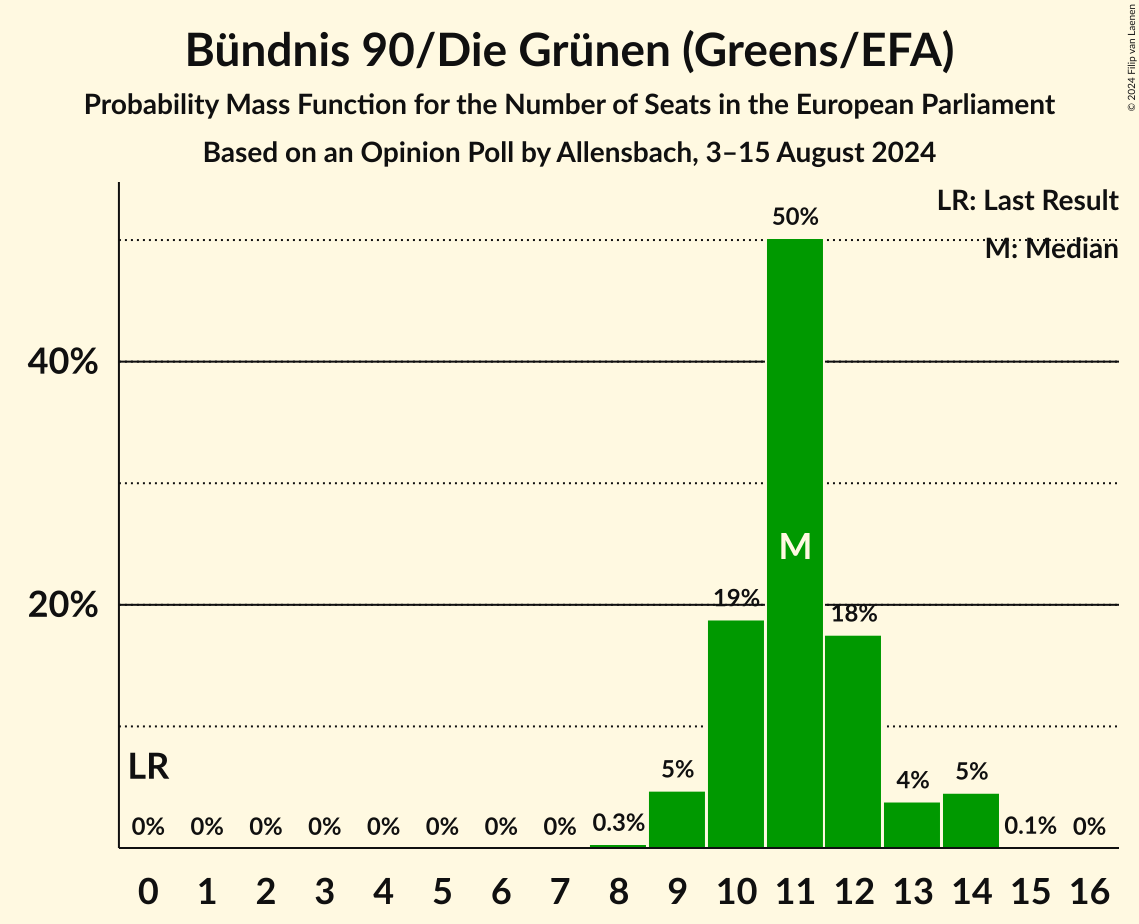 Bündnis 90/Die Grünen (Greens/EFA)
Probability Mass Function for the Number of Seats in the European Parliament
Based on an Opinion Poll by Allensbach, 3–15 August 2024
© 2024 Filip van Laenen
LR: Last Result
M: Median
50%
40%
M
20%
19%
18%
LR
5%
4%
5%
0%
0%
0%
0%
0%
0%
0%
0%
0.3%
0.1%
0%
0 1 2 3 4 5 6 7 8 9 10 11 12 13 14 15 16